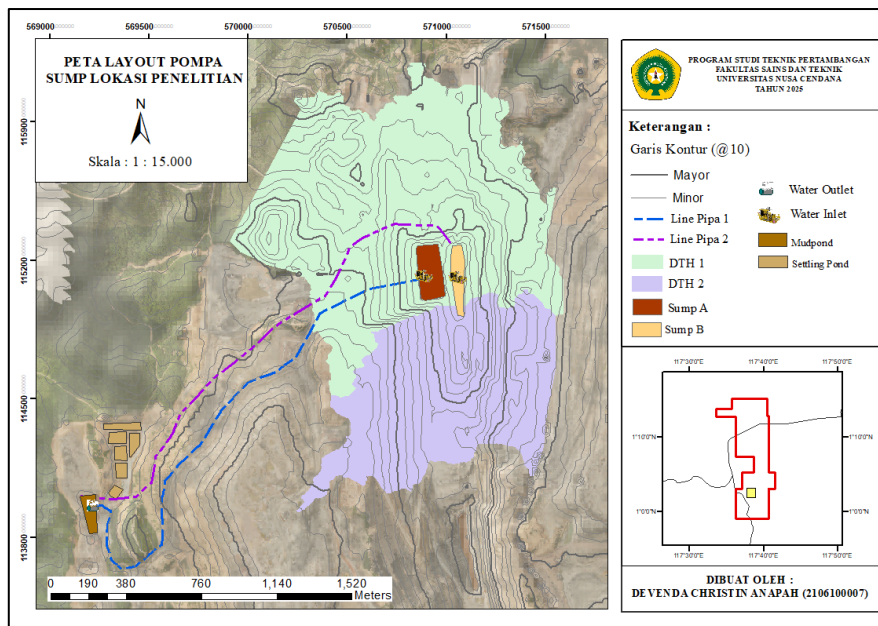 569000
569500
570000
570500
571000
571500
PETA LAYOUT POMPA
SUMP LOKASI PENELITIAN
N
Skala : 1 : 15.000
1115900
1115200
1114500
1113800
0 190 380 760 1,140 1,520
Meters
PROGRAM STUDI TEKNIK PERTAMBANGAN
FAKULTAS SAINS DAN TEKNIK
UNIVERSITAS NUSA CENDANA
TAHUN 2025
Keterangan :
Garis Kontur (@10)
Mayor
Minor
Line Pipa 1
Line Pipa 2
DTH 1
DTH 2
Sump A
Sump B
Water Outlet
Water Inlet
Mudpond
Settling Pond
117°30'0"E 117°40'0"E 117°50'0"E
1°10'0"N
1°0'0"N
1°10'0"N
1°0'0"N
117°30'0"E 117°40'0"E 117°50'0"E
DIBUAT OLEH :
DEVENDA CHRISTIN ANAPAH (2106100007)